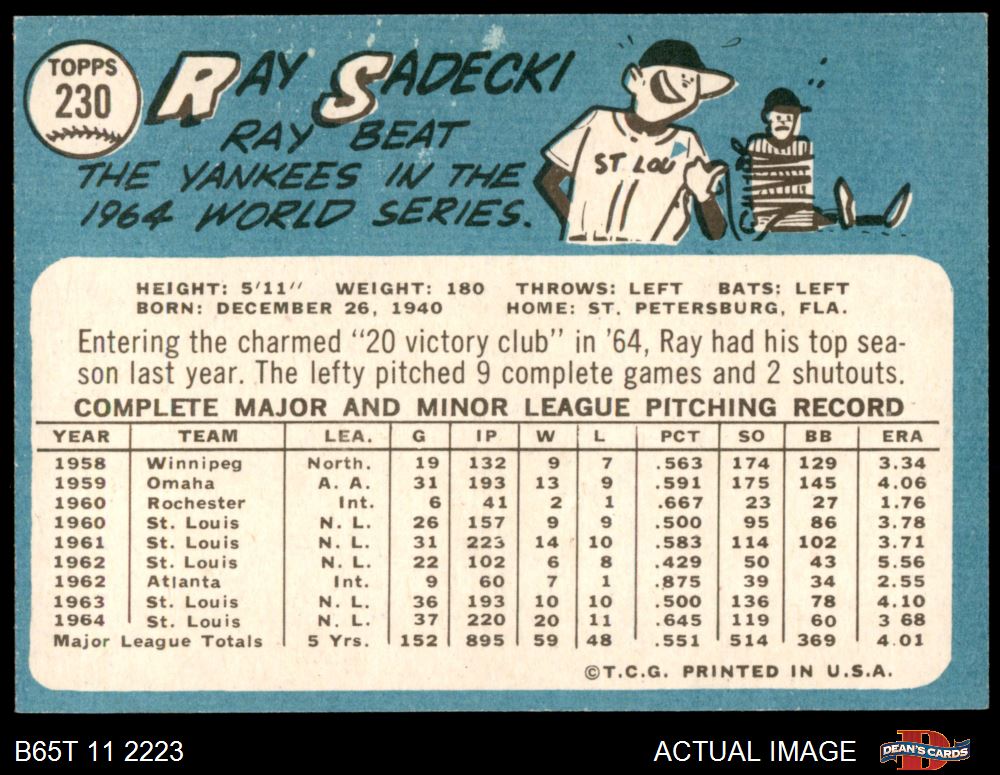 TOPPS
230
RAY SADECKI
RAY BEAT
THE YANKEES IN THE
1964 WORLD SERIES.
ST LOU
HEIGHT: 5'11" WEIGHT: 180 THROWS: LEFT BATS: LEFT
BORN: DECEMBER 26, 1940 HOME: ST. PETERSBURG, FLA.
Entering the charmed "20 victory club" in '64, Ray had his top sea-
son last year. The lefty pitched 9 complete games and 2 shutouts.
COMPLETE MAJOR AND MINOR LEAGUE PITCHING RECORD
YEAR TEAM LEA. G IP W L PCT SO BB ERA
1958 Winnipeg North. 19 132 9 7 .563 174 129 3.34
1959 Omaha A. A. 31 193 13 9 .591 175 145 4.06
1960 Rochester Int. 6 41 2 1 .667 23 27 1.76
1960 St. Louis N. L. 26 157 9 9 .500 95 86 3.78
1961 St. Louis N. L. 31 223 14 10 .583 114 102 3.71
1962 St. Louis N. L. 22 102 6 8 .429 50 43 5.56
1962 Atlanta Int. 9 60 7 1 .875 39 34 2.55
1963 St. Louis N. L. 36 193 10 10 .500 136 78 4.10
1964 St. Louis N. L. 37 220 20 11 .645 119 60 3 68
Major League Totals 5 Yrs. 152 895 59 48 .551 514 369 4.01
©T.C.G. PRINTED IN U.S.A.
B65T 11 2223 ACTUAL IMAGE DEAN'S CARDS